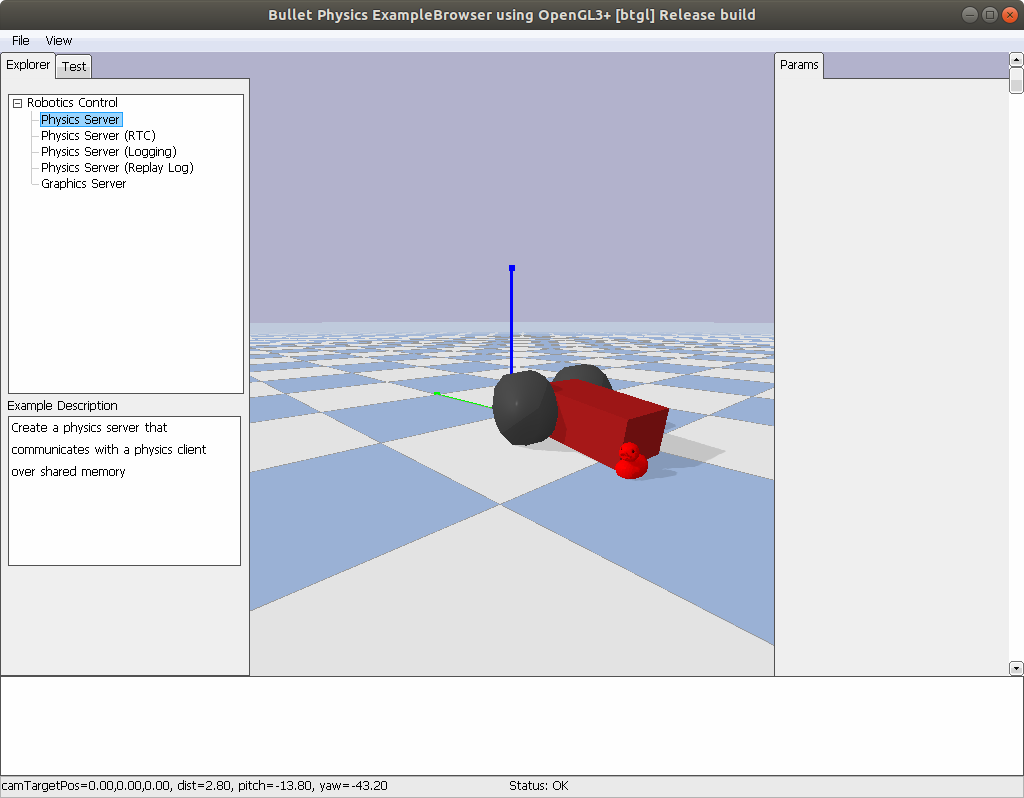 Bullet Physics ExampleBrowser using OpenGL3+ [btgl] Release build
File View
Explorer Test
Params
Robotics Control
Physics Server
Physics Server (RTC)
Physics Server (Logging)
Physics Server (Replay Log)
Graphics Server
Example Description
Create a physics server that
communicates with a physics client
over shared memory
camTargetPos=0.00,0.00,0.00, dist=2.80, pitch=-13.80, yaw=-43.20
Status: OK